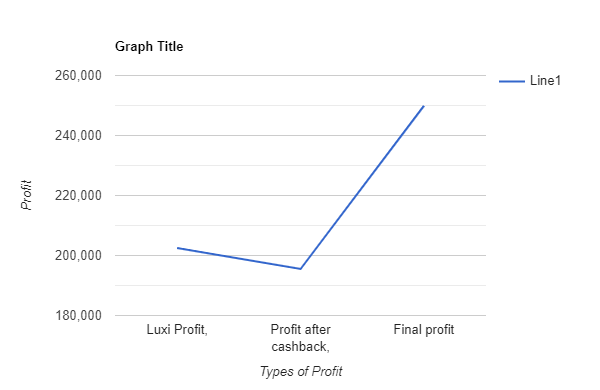 Graph Title
260,000
240,000
220,000
200,000
180,000
Profit
Line1
Luxi Profit,
Profit after
cashback,
Final profit
Types of Profit